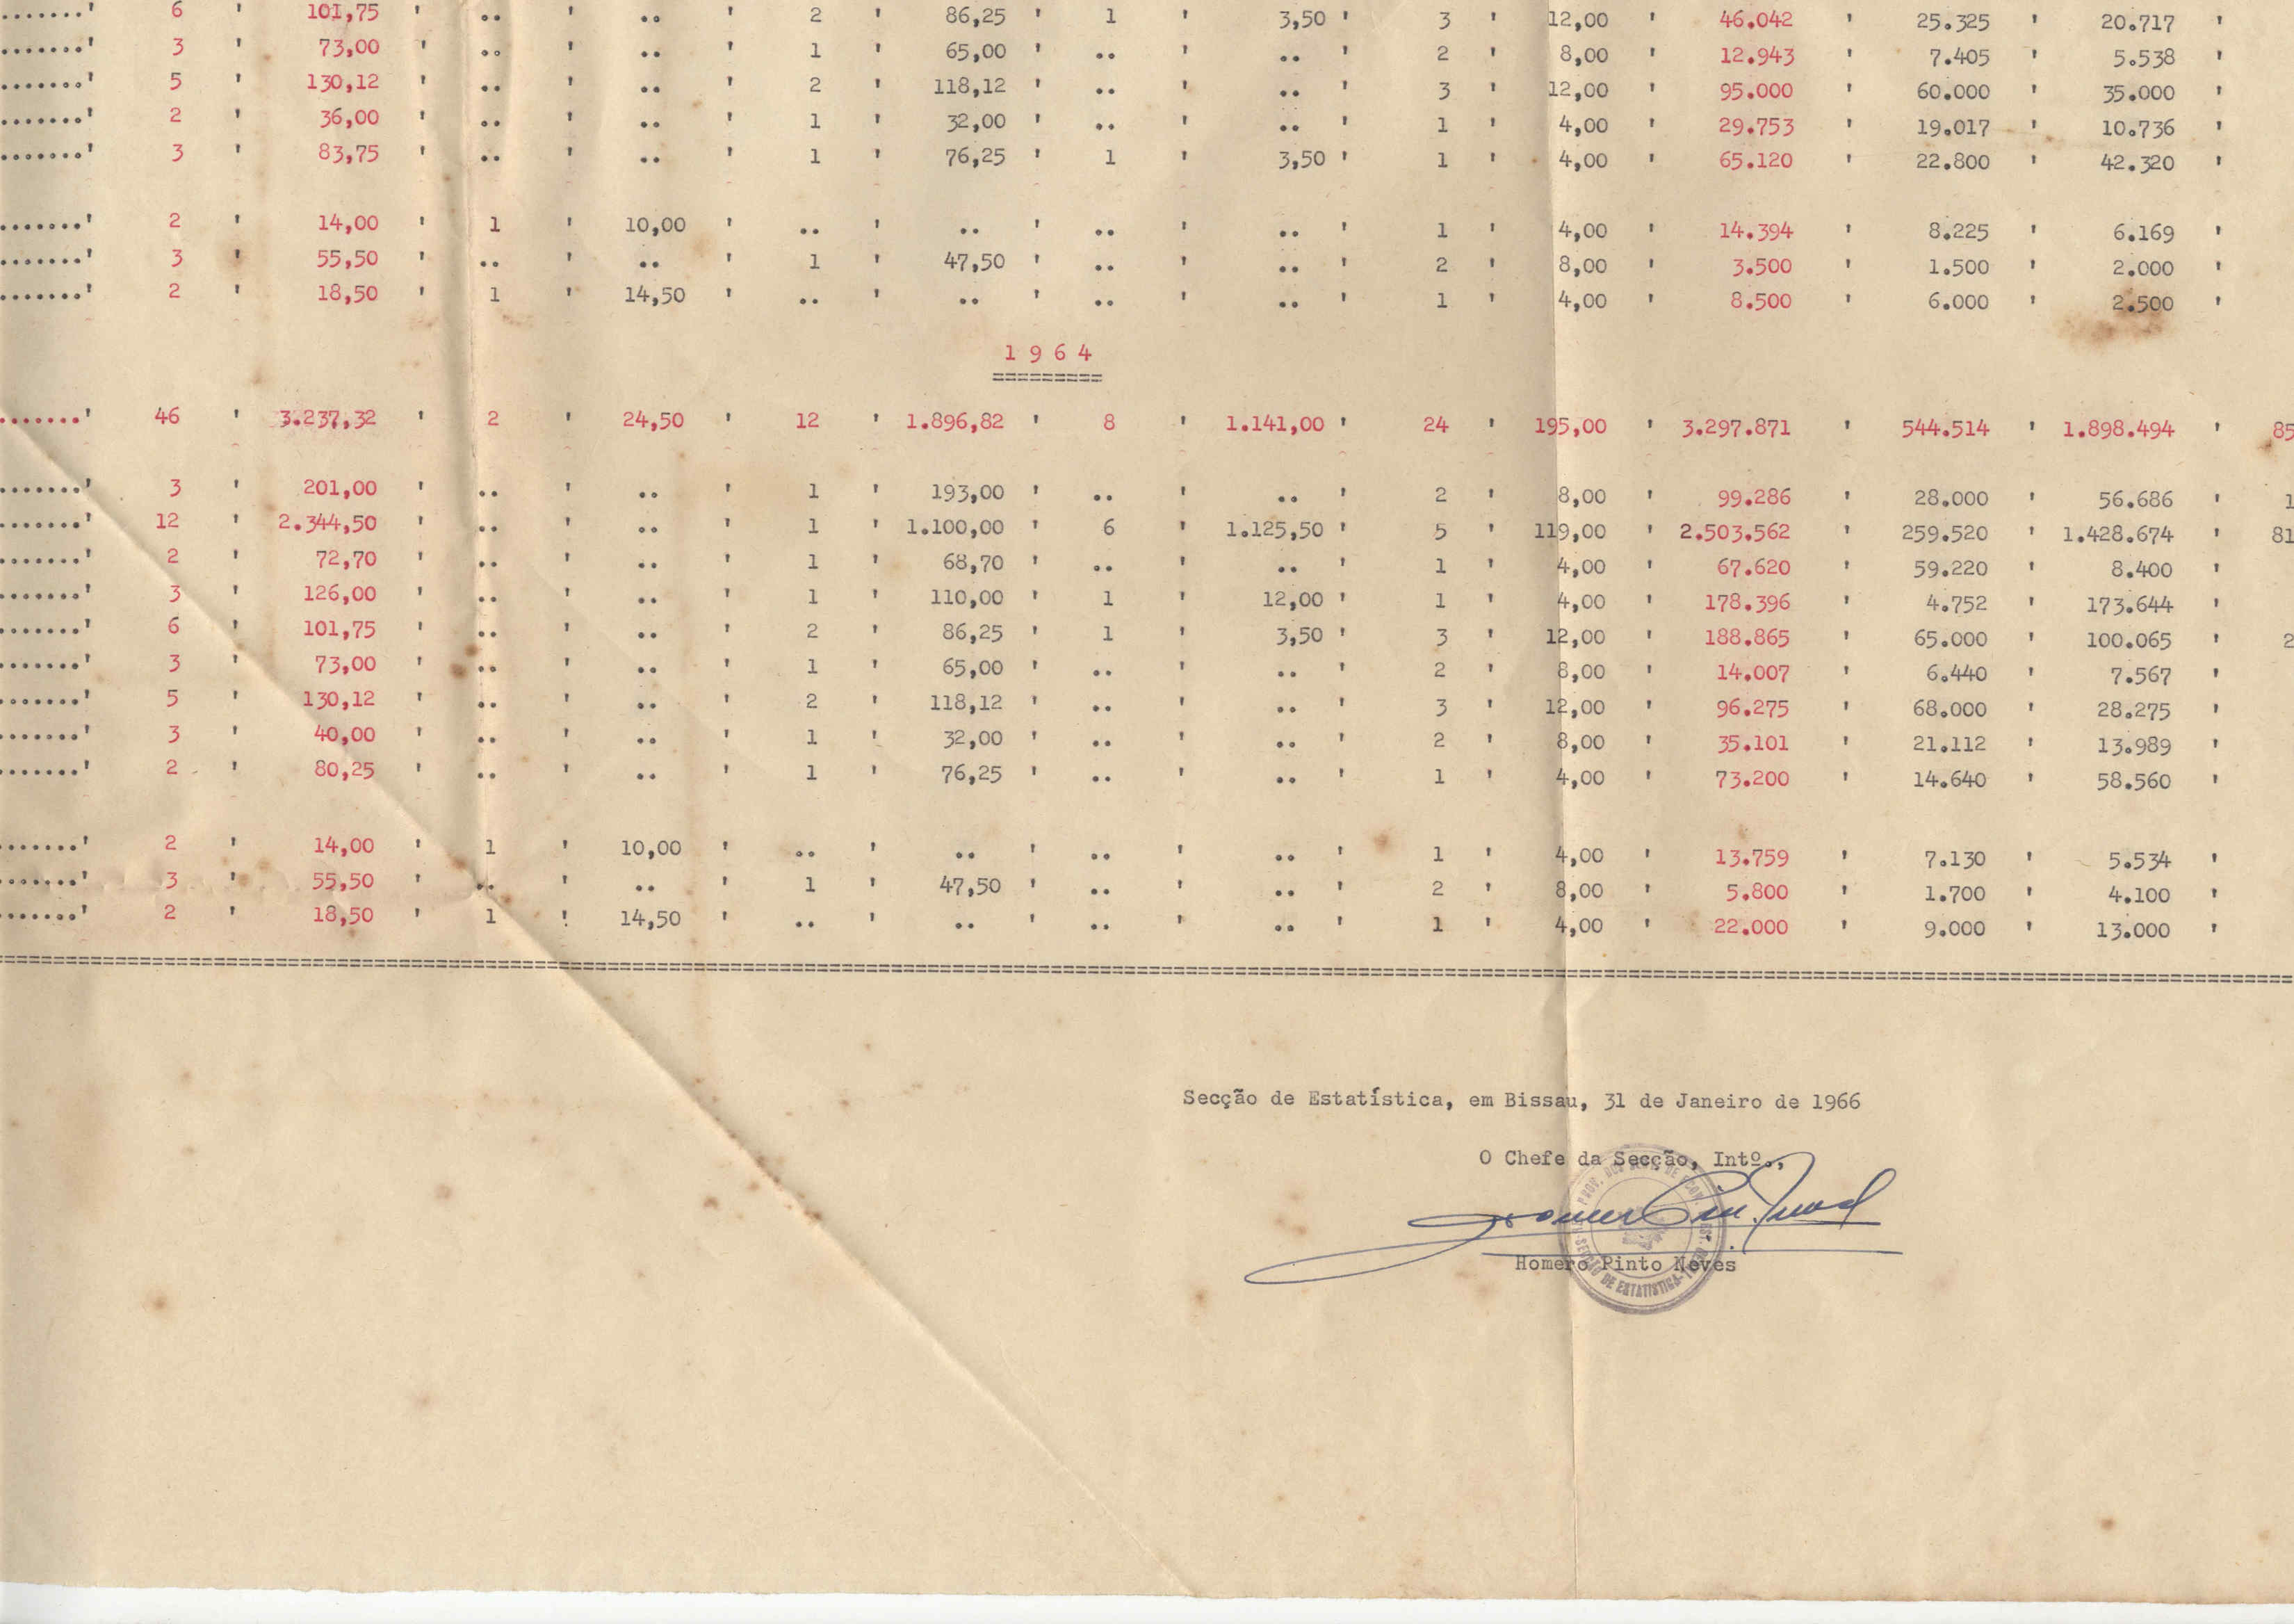 .......' 6 ' 101,75 ' .. ' .. ' 2 ' 86,25 ' 1 ' 3,50 ' 3 ' 12,00 ' 46.042 ' 25.325 ' 20.717 '
.......' 3 ' 73,00 ' .. ' .. ' 1 ' 65,00 ' .. ' .. ' 2 ' 8,00 ' 12.943 ' 7.405 ' 5.538 '
.......' 5 ' 130,12 ' .. ' .. ' 2 ' 118,12 ' .. ' .. ' 3 ' 12,00 ' 95.000 ' 60.000 ' 35.000 '
.......' 2 ' 36,00 ' .. ' .. ' 1 ' 32,00 ' .. ' .. ' 1 ' 4,00 ' 29.753 ' 19.017 ' 10.736 '
.......' 3 ' 83,75 ' .. ' .. ' 1 ' 76,25 ' 1 ' 3,50 ' 1 ' 4,00 ' 65.120 ' 22.800 ' 42.320 '
.......' 2 ' 14,00 ' 1 ' 10,00 ' .. ' .. ' .. ' .. ' 1 ' 4,00 ' 14.394 ' 8.225 ' 6.169 '
.......' 3 ' 55,50 ' .. ' .. ' 1 ' 47,50 ' .. ' .. ' 2 ' 8,00 ' 3.500 ' 1.500 ' 2.000 '
.......' 2 ' 18,50 ' 1 ' 14,50 ' .. ' .. ' .. ' .. ' 1 ' 4,00 ' 8.500 ' 6.000 ' 2.500 '
1 9 6 4
=========
.......' 46 ' 3.237,32 ' 2 ' 24,50 ' 12 ' 1.896,82 ' 8 ' 1.141,00 ' 24 ' 195,00 ' 3.297.871 ' 544.514 ' 1.898.494 ' 85
.......' 3 ' 201,00 ' .. ' .. ' 1 ' 193,00 ' .. ' .. ' 2 ' 8,00 ' 99.286 ' 28.000 ' 56.686 ' 1
.......' 12 ' 2.344,50 ' .. ' .. ' 1 ' 1.100,00 ' 6 ' 1.125,50 ' 5 ' 119,00 ' 2.503.562 ' 259.520 ' 1.428.674 ' 81
.......' 2 ' 72,70 ' .. ' .. ' 1 ' 68,70 ' .. ' .. ' 1 ' 4,00 ' 67.620 ' 59.220 ' 8.400 '
.......' 3 ' 126,00 ' .. ' .. ' 1 ' 110,00 ' 1 ' 12,00 ' 1 ' 4,00 ' 178.396 ' 4.752 ' 173.644 '
.......' 6 ' 101,75 ' .. ' .. ' 2 ' 86,25 ' 1 ' 3,50 ' 3 ' 12,00 ' 188.865 ' 65.000 ' 100.065 ' 2
.......' 3 ' 73,00 ' .. ' .. ' 1 ' 65,00 ' .. ' .. ' 2 ' 8,00 ' 14.007 ' 6.440 ' 7.567 '
.......' 5 ' 130,12 ' .. ' .. ' 2 ' 118,12 ' .. ' .. ' 3 ' 12,00 ' 96.275 ' 68.000 ' 28.275 '
.......' 3 ' 40,00 ' .. ' .. ' 1 ' 32,00 ' .. ' .. ' 2 ' 8,00 ' 35.101 ' 21.112 ' 13.989 '
.......' 2 ' 80,25 ' .. ' .. ' 1 ' 76,25 ' .. ' .. ' 1 ' 4,00 ' 73.200 ' 14.640 ' 58.560 '
.......' 2 ' 14,00 ' 1 ' 10,00 ' .. ' .. ' .. ' .. ' 1 ' 4,00 ' 13.759 ' 7.130 ' 5.534 '
.......' 3 ' 55,50 ' .. ' .. ' 1 ' 47,50 ' .. ' .. ' 2 ' 8,00 ' 5.800 ' 1.700 ' 4.100 '
.......' 2 ' 18,50 ' 1 ' 14,50 ' .. ' .. ' .. ' .. ' 1 ' 4,00 ' 22.000 ' 9.000 ' 13.000 '
Secção de Estatística, em Bissau, 31 de Janeiro de 1966
O Chefe da Secção, Intº.,
Homero Pinto Neves
SECÇÃO DE ESTATISTICA